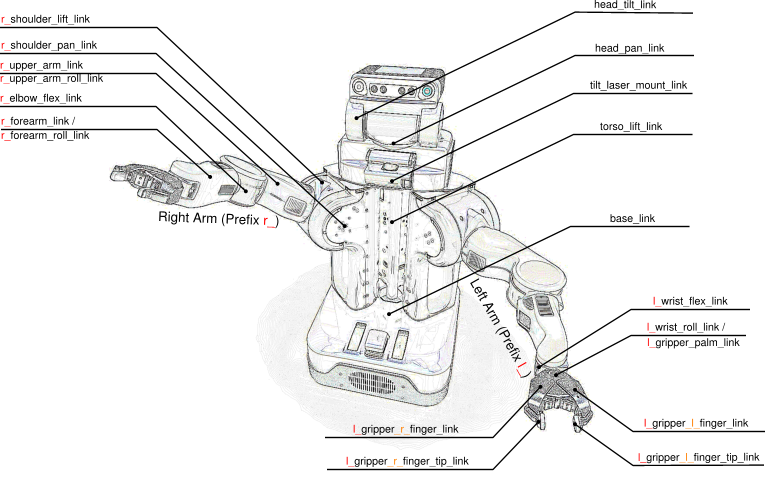 r_shoulder_lift_link
r_shoulder_pan_link
r_upper_arm_link
r_upper_arm_roll_link
r_elbow_flex_link
r_forearm_link /
r_forearm_roll_link
Right Arm (Prefix r_)
head_tilt_link
head_pan_link
tilt_laser_mount_link
torso_lift_link
base_link
Left Arm (Prefix l_)
l_wrist_flex_link
l_wrist_roll_link /
l_gripper_palm_link
l_gripper_r_finger_link
l_gripper_l_finger_link
l_gripper_r_finger_tip_link
l_gripper_l_finger_tip_link